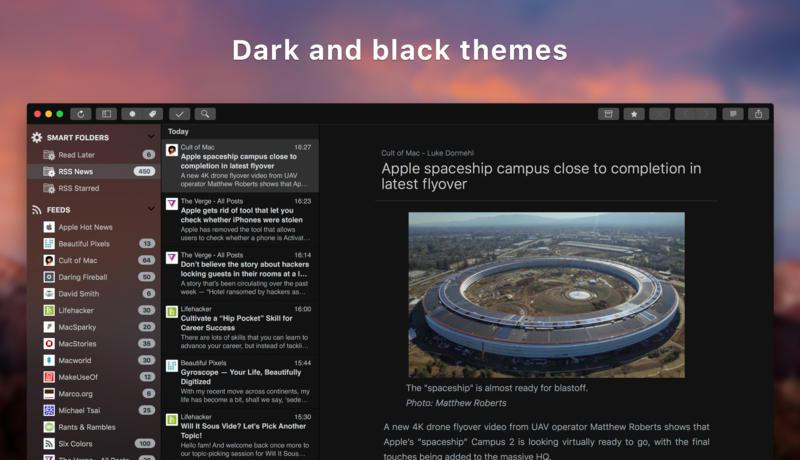 Dark and black themes
SMART FOLDERS
Read Later 6
RSS News 450
RSS Starred
FEEDS
Apple Hot News
Beautiful Pixels 13
Cult of Mac 64
Daring Fireball 50
David Smith 6
Lifehacker 30
MacSparky 20
MacStories 35
Macworld 30
MakeUseOf 12
Marco.org 6
Michael Tsai 25
Rants & Rambles
Six Colors 100
The Verge - All Posts
Today
Cult of Mac 16:27
Apple spaceship campus close to
completion in latest flyover
A new 4K drone flyover video from UAV
operator Matthew Roberts shows that Ap…
The Verge - All Posts 16:23
Apple gets rid of tool that let you
check whether iPhones were stolen
Apple has removed the tool that allows
users to check whether a phone is Activat…
The Verge - All Posts 16:14
Don't believe the story about hackers
locking guests in their rooms at a l…
A story that's been circulating over the past
week — "Hotel ransomed by hackers as…
Lifehacker 16:00
Cultivate a "Hip Pocket" Skill for
Career Success
There are lots of skills that you can learn to
advance your career, but instead of tackli…
Beautiful Pixels 15:44
Gyroscope — Your Life, Beautifully
Digitized
With my recent move across continents, my
life has become a bit, shall we say, 'sede…
Lifehacker 15:30
Will It Sous Vide? Let's Pick Another
Topic!
Hello fam! And welcome back once more to
our topic-picking session for Will It Sous…
Cult of Mac - Luke Dormehl
Apple spaceship campus close to completion in
latest flyover
The "spaceship" is almost ready for blastoff.
Photo: Matthew Roberts
A new 4K drone flyover video from UAV operator Matthew Roberts shows that
Apple's "spaceship" Campus 2 is looking virtually ready to go, with the final
touches being added to the massive HQ.